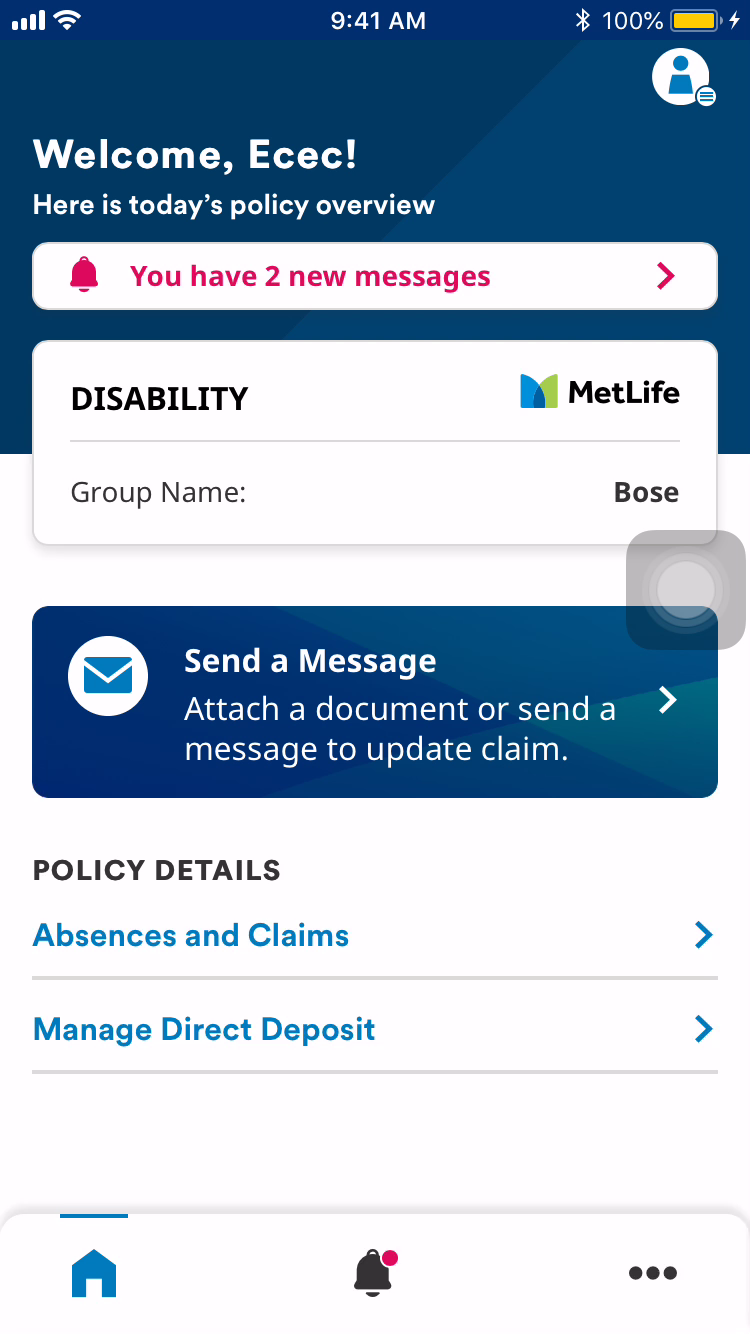 9:41 AM
100%
Welcome, Ecec!
Here is today's policy overview
You have 2 new messages
DISABILITY
MetLife
Group Name:
Bose
Send a Message
Attach a document or send a
message to update claim.
POLICY DETAILS
Absences and Claims
Manage Direct Deposit